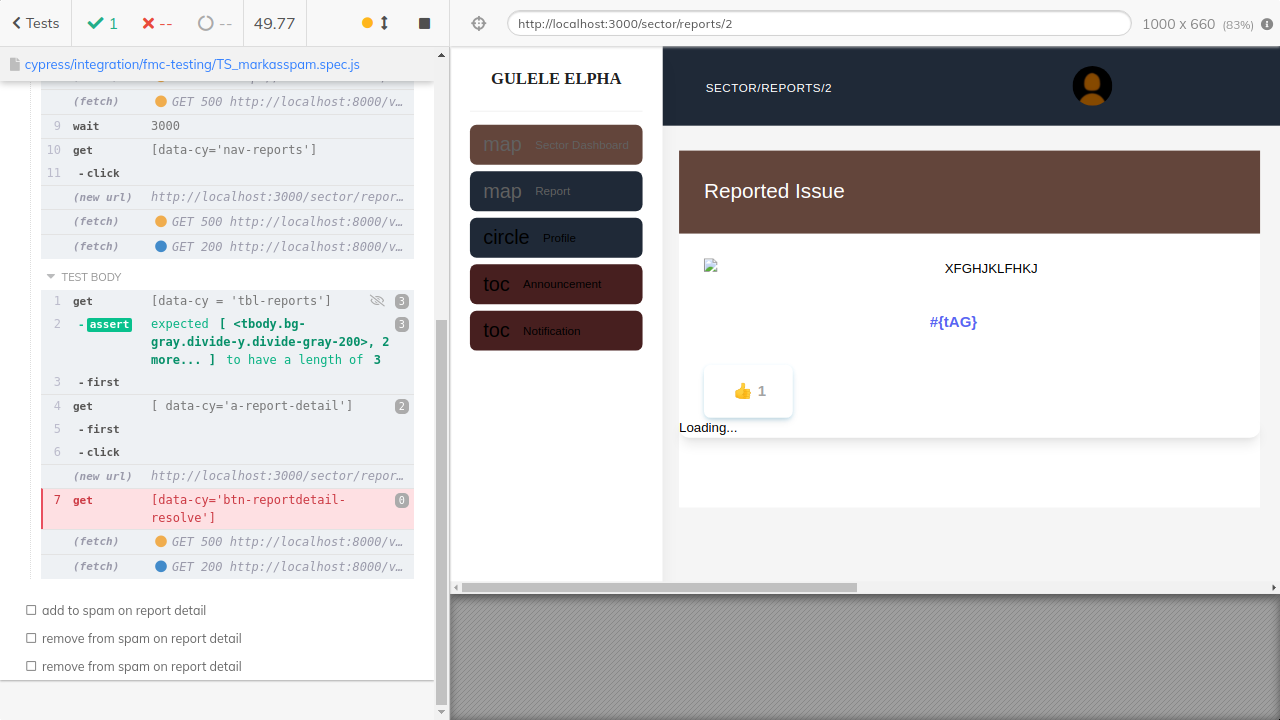 Tests
1
--
--
49.77
http://localhost:3000/sector/reports/2
1000 x 660 (83%)
cypress/integration/fmc-testing/TS_markasspam.spec.js
(fetch) GET 500 http://localhost:8000/v…
9 wait 3000
10 get [data-cy='nav-reports']
11 -click
(new url) http://localhost:3000/sector/repor…
(fetch) GET 500 http://localhost:8000/v…
(fetch) GET 200 http://localhost:8000/v…
TEST BODY
1 get [data-cy = 'tbl-reports'] 3
2 -assert expected [ <tbody.bg- 3
gray.divide-y.divide-gray-200>, 2
more... ] to have a length of 3
3 -first
4 get [ data-cy='a-report-detail'] 2
5 -first
6 -click
(new url) http://localhost:3000/sector/repor…
7 get [data-cy='btn-reportdetail- 0
resolve']
(fetch) GET 500 http://localhost:8000/v…
(fetch) GET 200 http://localhost:8000/v…
add to spam on report detail
remove from spam on report detail
remove from spam on report detail
GULELE ELPHA
map Sector Dashboard
map Report
circle Profile
toc Announcement
toc Notification
SECTOR/REPORTS/2
Reported Issue
XFGHJKLFHKJ
#{tAG}
👍 1
Loading...